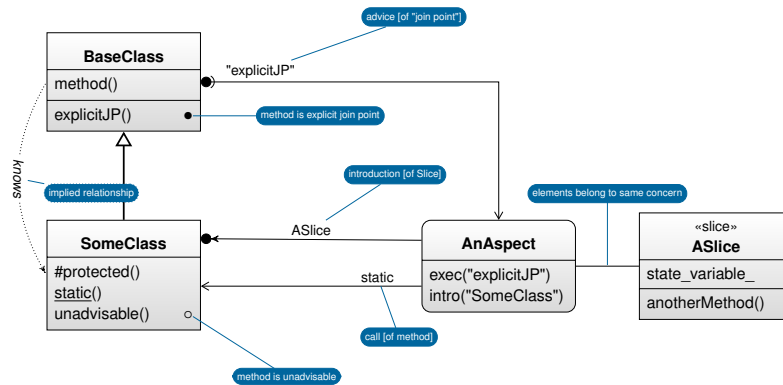 advice [of "join point"]
BaseClass
method()
"explicitJP"
explicitJP()
method is explicit join point
knows
implied relationship
introduction [of Slice]
elements belong to same concern
SomeClass
ASlice
AnAspect
«slice»
ASlice
#protected()
static()
unadvisable()
static
exec("explicitJP")
intro("SomeClass")
state_variable_
anotherMethod()
call [of method]
method is unadvisable